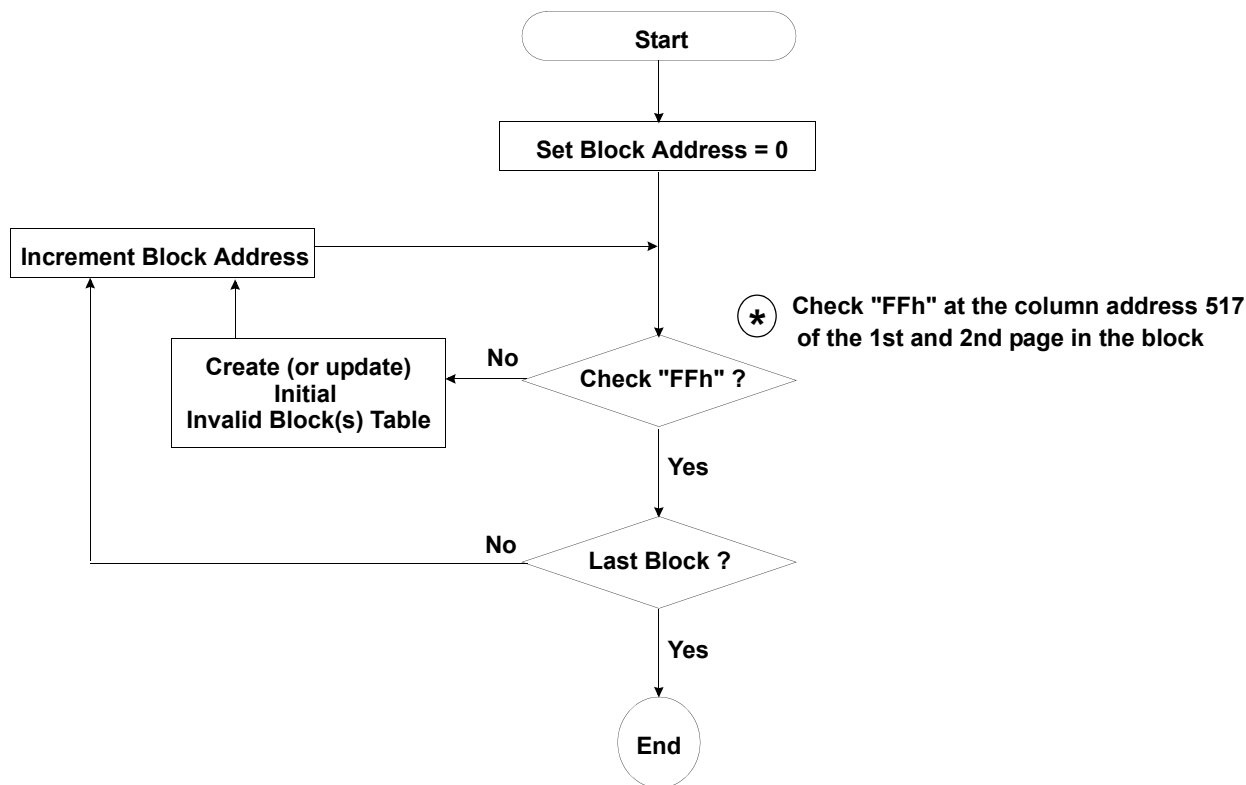 Start
Set Block Address = 0
Increment Block Address
* Check "FFh" at the column address 517
of the 1st and 2nd page in the block
No
Create (or update)
Initial
Invalid Block(s) Table
Check "FFh" ?
Yes
No
Last Block ?
Yes
End